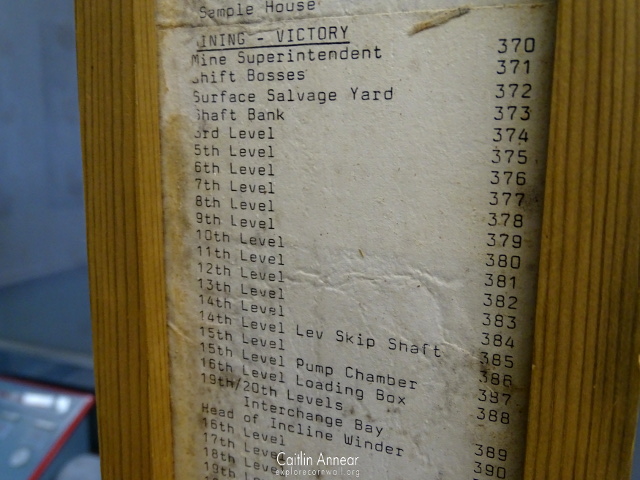 Sample House
INING - VICTORY
Mine Superintendent 370
Shift Bosses 371
Surface Salvage Yard 372
Shaft Bank 373
3rd Level 374
5th Level 375
6th Level 376
7th Level 377
8th Level 378
9th Level 379
10th Level 380
11th Level 381
12th Level 382
13th Level 383
14th Level 384
14th Level Lev Skip Shaft 385
15th Level 386
15th Level Pump Chamber 387
16th Level Loading Box 388
19th/20th Levels
Interchange Bay 389
Head of Incline Winder 390
16th Level
17th Level
18th Level
19th Level
Caitlin Annear
explorecornwall.org